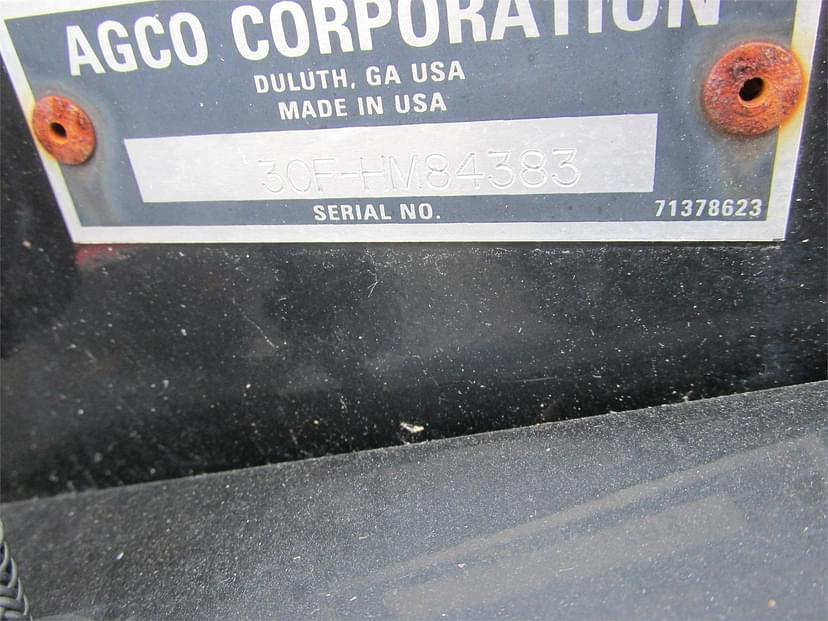 AGCO CORPORATION
DULUTH, GA USA
MADE IN USA
30F-HM84383
SERIAL NO.
71378623